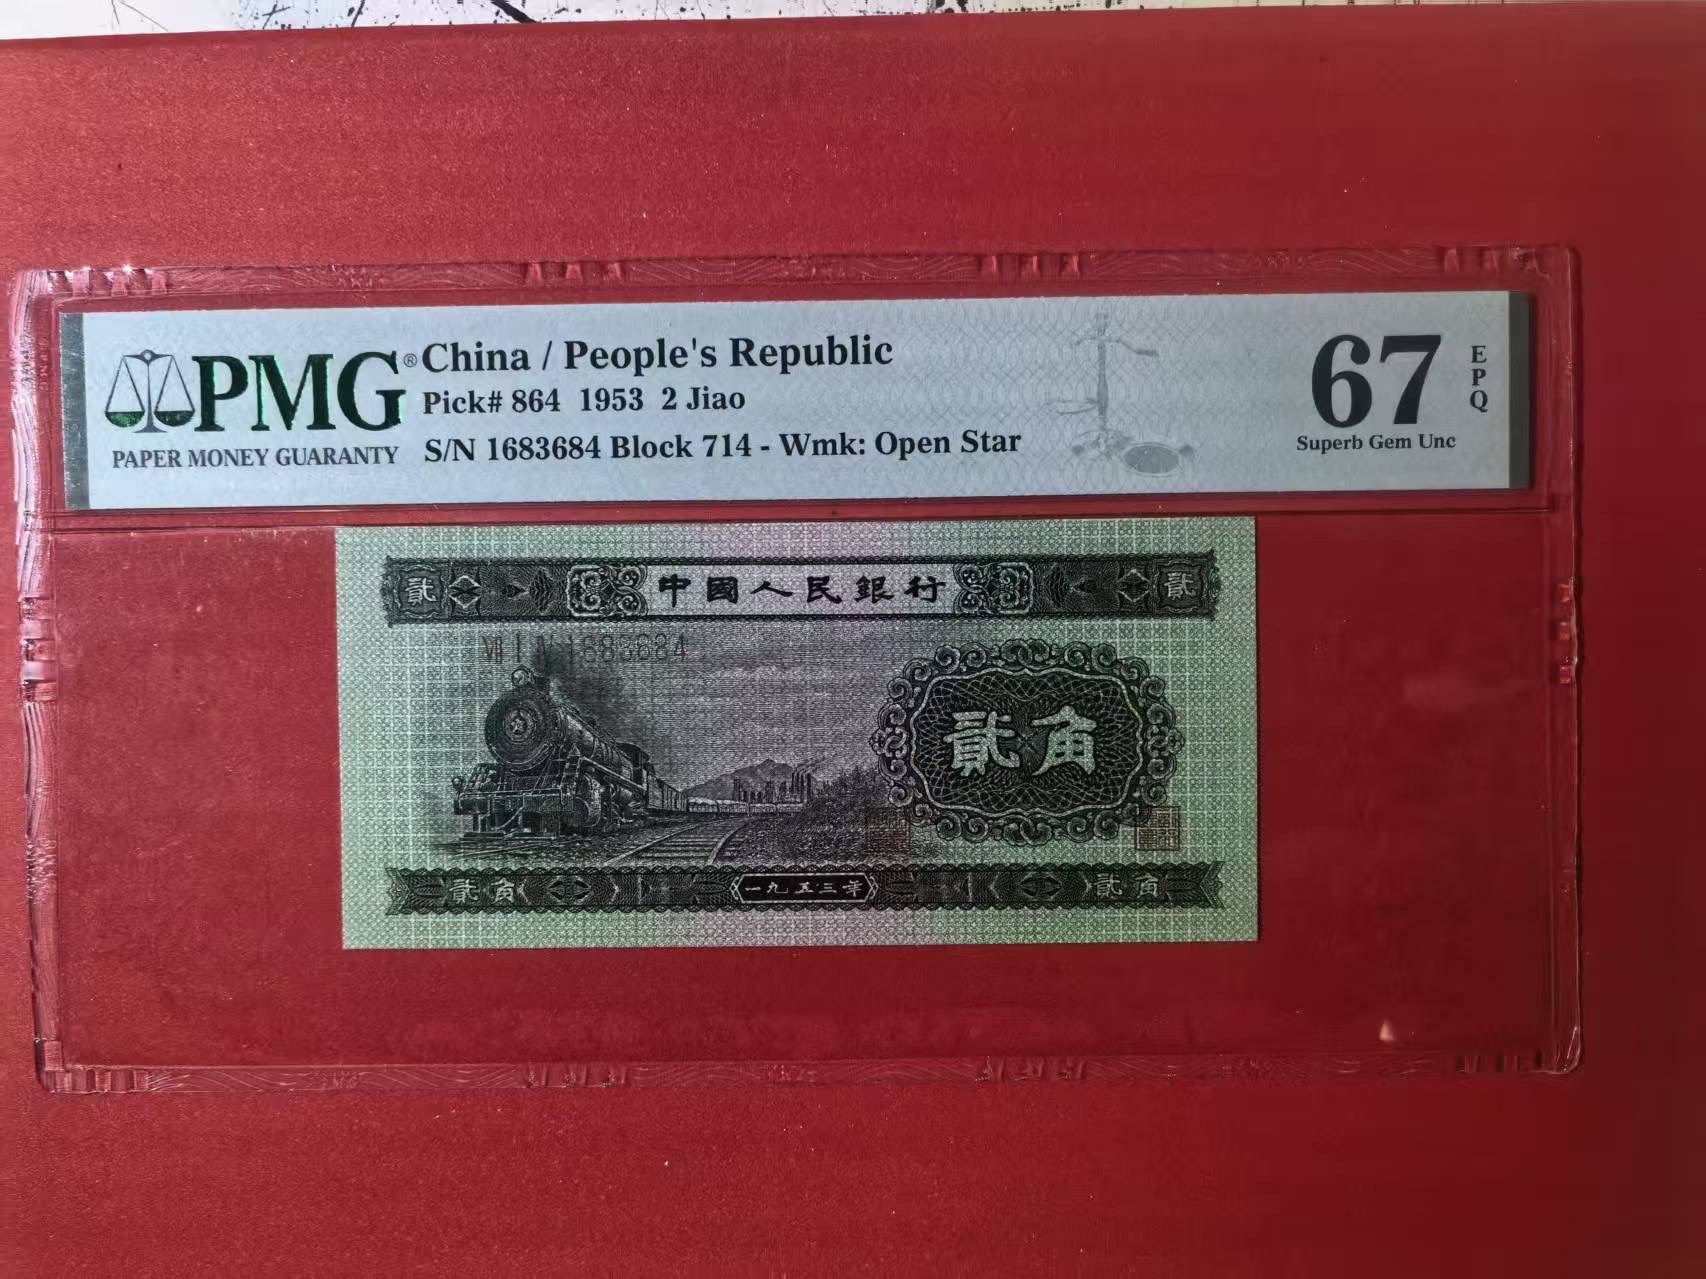 PMG®
PAPER MONEY GUARANTY
China / People's Republic
Pick# 864 1953 2 Jiao
S/N 1683684 Block 714 - Wmk: Open Star
67
EPQ
Superb Gem Unc
貳 中國人民銀行 貳
VII I IV 1683684
貳角
貳角 一九五三年 貳角